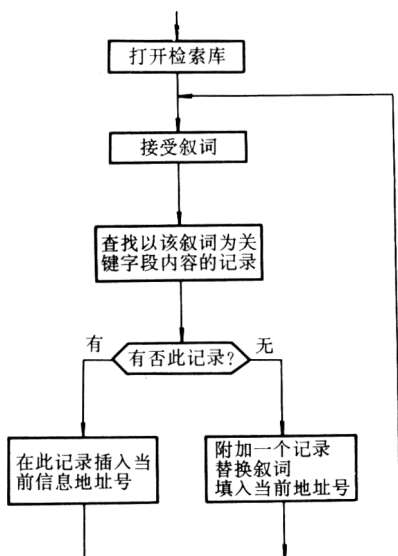 打开检索库
接受叙词
查找以该叙词为关
键字段内容的记录
有否此记录?
有
无
在此记录插入当
前信息地址号
附加一个记录
替换叙词
填入当前地址号